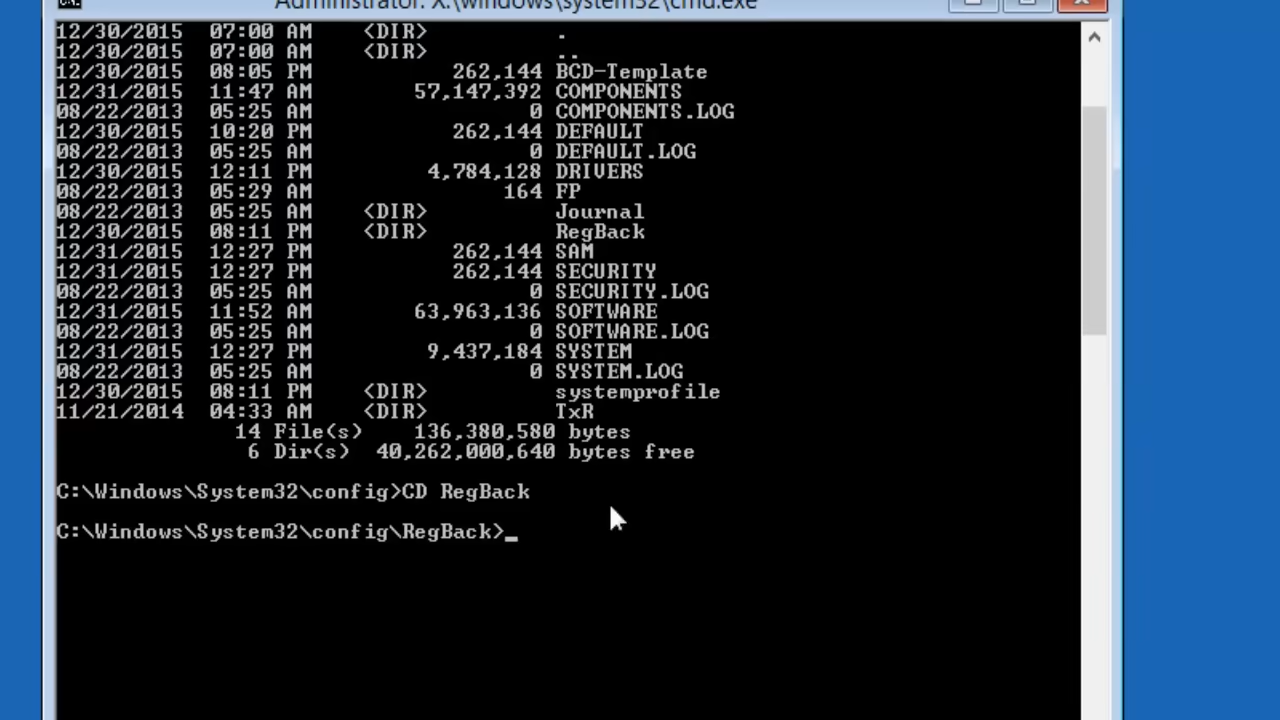 Administrator: X:\windows\system32\cmd.exe
12/30/2015 07:00 AM <DIR> .
12/30/2015 07:00 AM <DIR> ..
12/30/2015 08:05 PM 262,144 BCD-Template
12/31/2015 11:47 AM 57,147,392 COMPONENTS
08/22/2013 05:25 AM 0 COMPONENTS.LOG
12/30/2015 10:20 PM 262,144 DEFAULT
08/22/2013 05:25 AM 0 DEFAULT.LOG
12/30/2015 12:11 PM 4,784,128 DRIVERS
08/22/2013 05:29 AM 164 FP
08/22/2013 05:25 AM <DIR> Journal
12/30/2015 08:11 PM <DIR> RegBack
12/31/2015 12:27 PM 262,144 SAM
12/31/2015 12:27 PM 262,144 SECURITY
08/22/2013 05:25 AM 0 SECURITY.LOG
12/31/2015 11:52 AM 63,963,136 SOFTWARE
08/22/2013 05:25 AM 0 SOFTWARE.LOG
12/31/2015 12:27 PM 9,437,184 SYSTEM
08/22/2013 05:25 AM 0 SYSTEM.LOG
12/30/2015 08:11 PM <DIR> systemprofile
11/21/2014 04:33 AM <DIR> TxR
14 File(s) 136,380,580 bytes
6 Dir(s) 40,262,000,640 bytes free
C:\Windows\System32\config>CD RegBack
C:\Windows\System32\config\RegBack>_